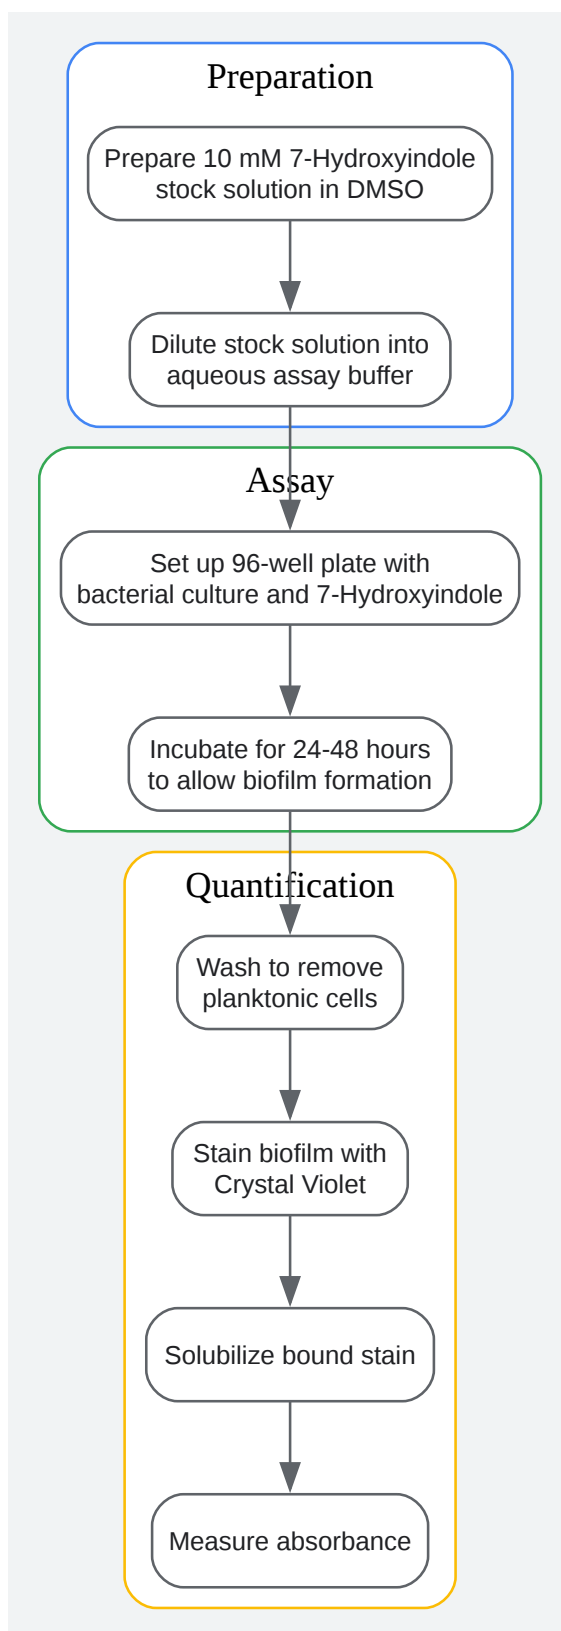 Preparation
Prepare 10 mM 7-Hydroxyindole
stock solution in DMSO
Dilute stock solution into
aqueous assay buffer
Assay
Set up 96-well plate with
bacterial culture and 7-Hydroxyindole
Incubate for 24-48 hours
to allow biofilm formation
Quantification
Wash to remove
planktonic cells
Stain biofilm with
Crystal Violet
Solubilize bound stain
Measure absorbance